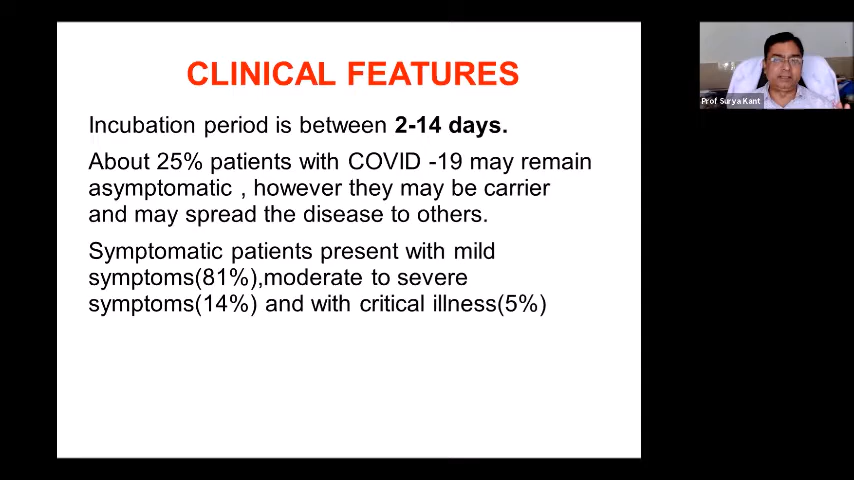 CLINICAL FEATURES
Incubation period is between 2-14 days.
About 25% patients with COVID -19 may remain
asymptomatic , however they may be carrier
and may spread the disease to others.
Symptomatic patients present with mild
symptoms(81%),moderate to severe
symptoms(14%) and with critical illness(5%)
Prof Surya Kant